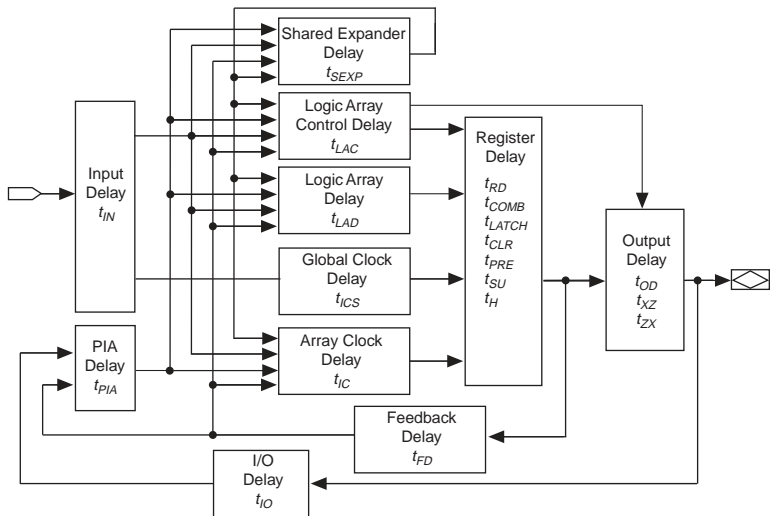 Shared Expander
Delay
tSEXP
Logic Array
Control Delay
tLAC
Register
Delay
tRD
tCOMB
tLATCH
tCLR
tPRE
tSU
tH
Input
Delay
tIN
Logic Array
Delay
tLAD
Output
Delay
tOD
tXZ
tZX
Global Clock
Delay
tICS
PIA
Delay
tPIA
Array Clock
Delay
tIC
Feedback
Delay
tFD
I/O
Delay
tIO